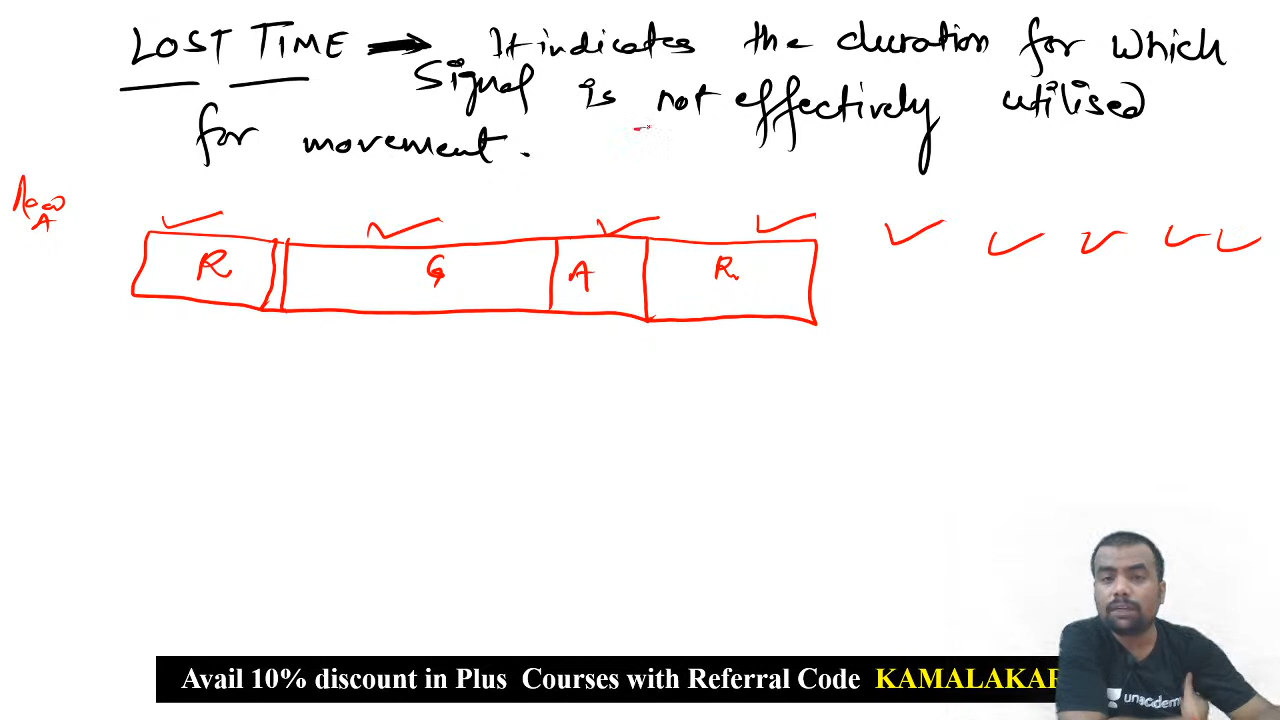 LOST TIME → It indicates the duration for which
Signal is not effectively utilised
for movement.
A
R G A R
Avail 10% discount in Plus Courses with Referral Code KAMALAKAR
unacademy